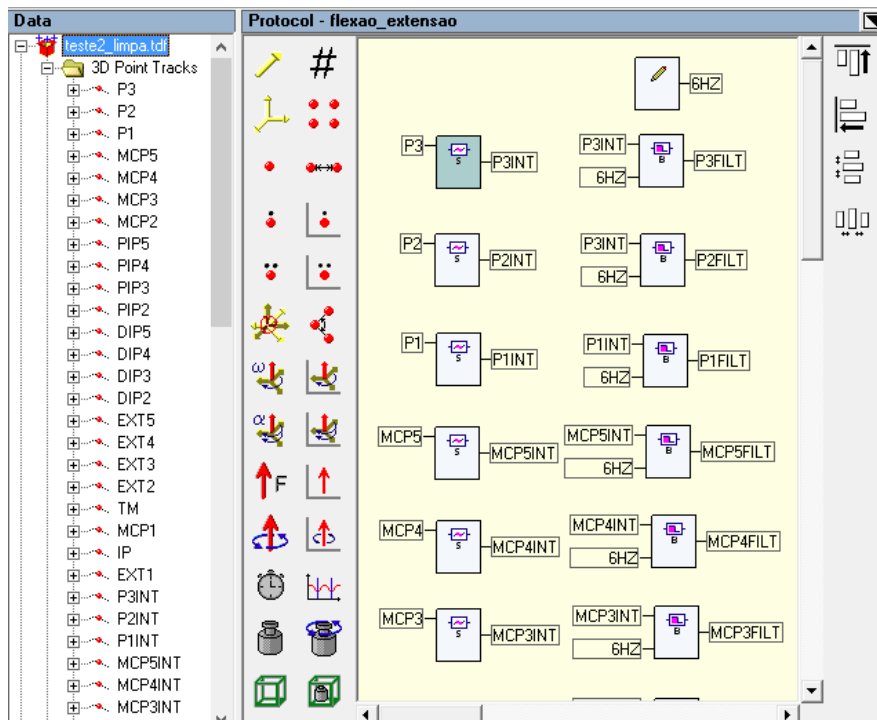 Data
teste2_limpa.tdf
3D Point Tracks
P3
P2
P1
MCP5
MCP4
MCP3
MCP2
PIP5
PIP4
PIP3
PIP2
DIP5
DIP4
DIP3
DIP2
EXT5
EXT4
EXT3
EXT2
TM
MCP1
IP
EXT1
P3INT
P2INT
P1INT
MCP5INT
MCP4INT
MCP3INT
Protocol - flexao_extensao
#
ω
α
F
6HZ
P3 S P3INT
P3INT 6HZ B P3FILT
P2 S P2INT
P3INT 6HZ B P2FILT
P1 S P1INT
P1INT 6HZ B P1FILT
MCP5 S MCP5INT
MCP5INT 6HZ B MCP5FILT
MCP4 S MCP4INT
MCP4INT 6HZ B MCP4FILT
MCP3 S MCP3INT
MCP3INT 6HZ B MCP3FILT